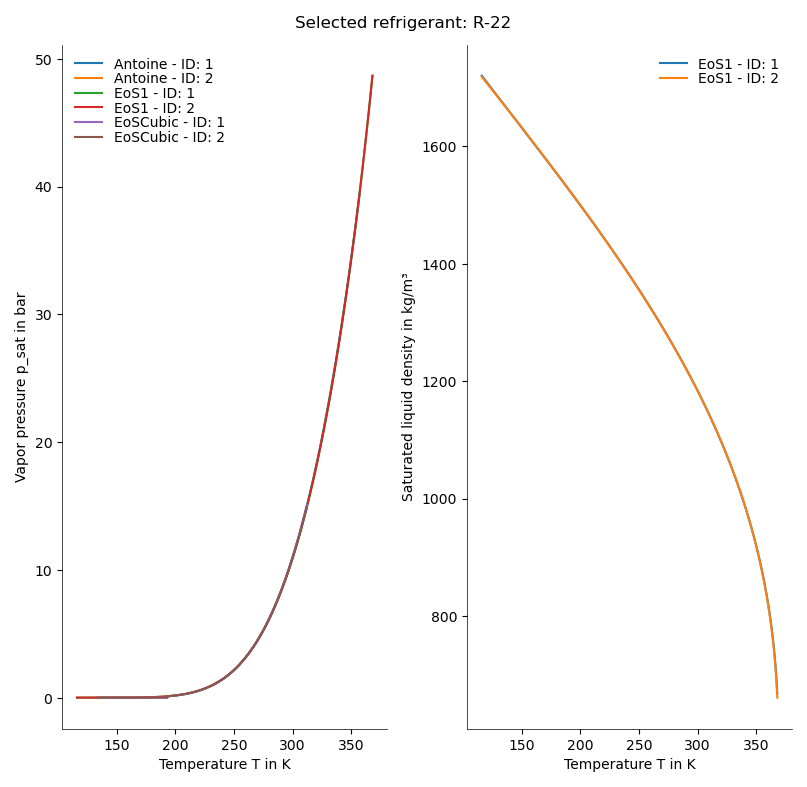 Selected refrigerant: R-22
50
40
30
20
10
0
Vapor pressure p_sat in bar
Antoine - ID: 1
Antoine - ID: 2
EoS1 - ID: 1
EoS1 - ID: 2
EoSCubic - ID: 1
EoSCubic - ID: 2
150 200 250 300 350
Temperature T in K
1600
1400
1200
1000
800
Saturated liquid density in kg/m³
EoS1 - ID: 1
EoS1 - ID: 2
150 200 250 300 350
Temperature T in K